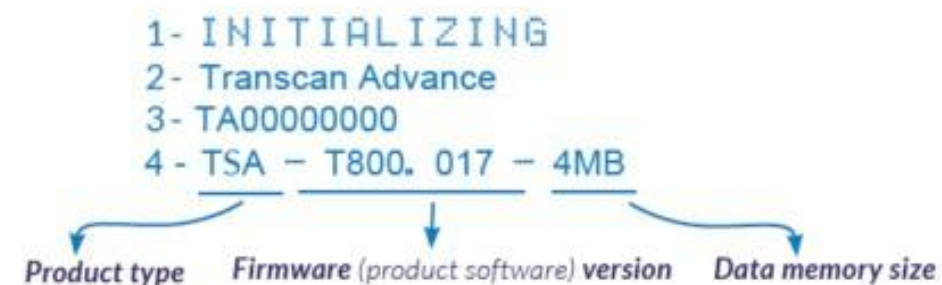 1- INITIALIZING
2- Transcan Advance
3- TA00000000
4 - TSA – T800. 017 – 4MB
Product type Firmware (product software) version Data memory size